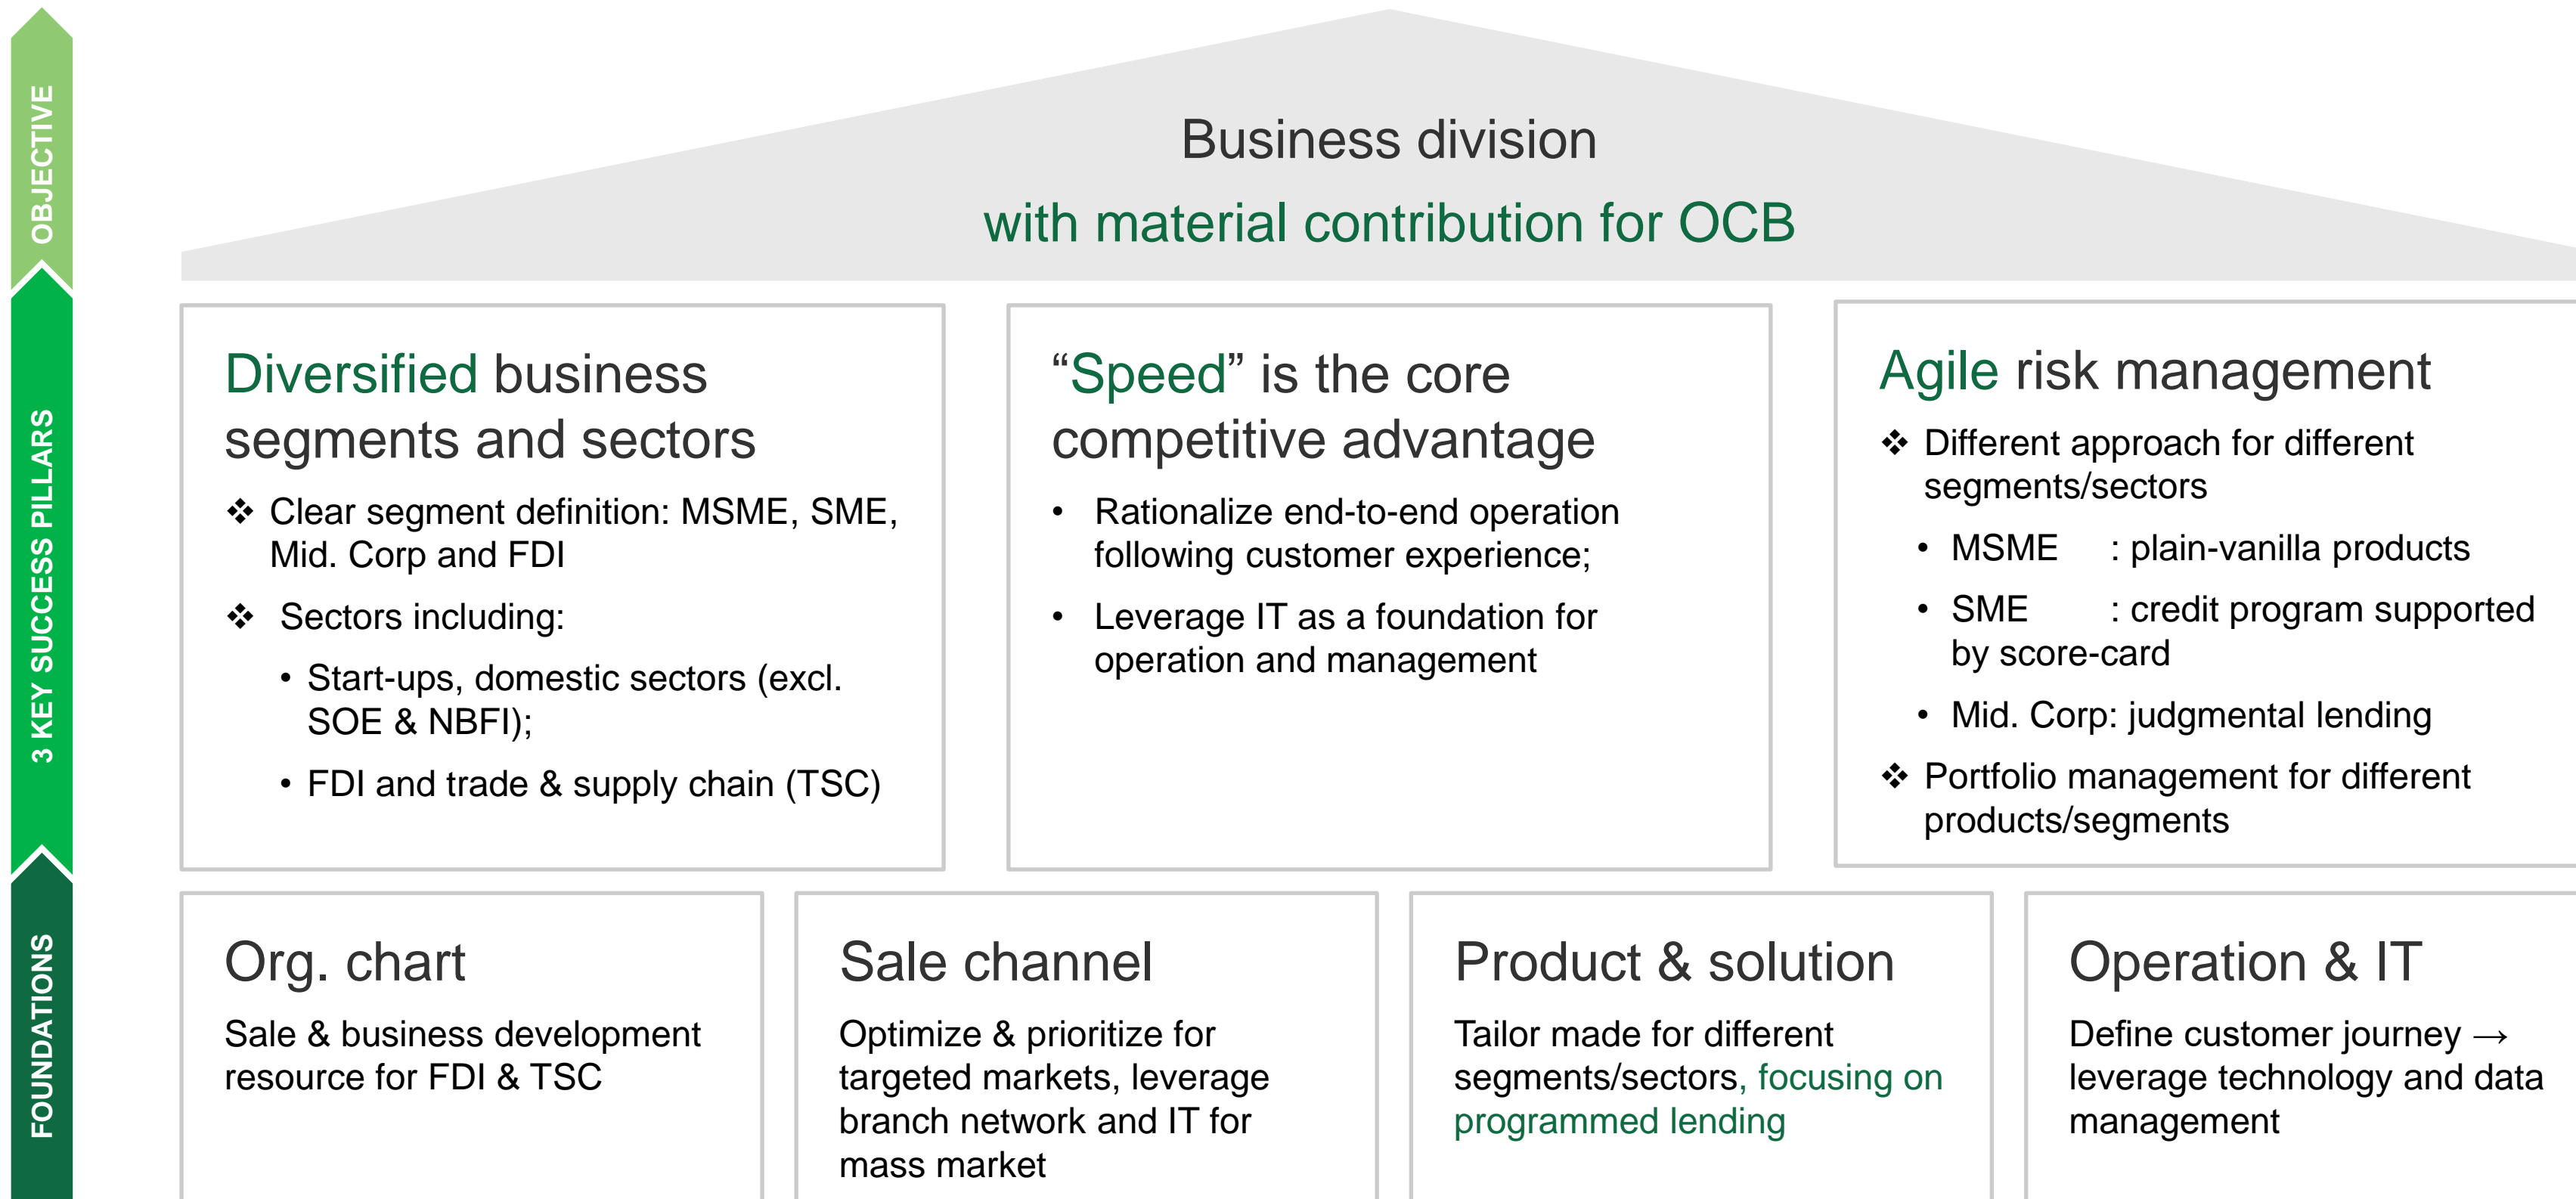 OBJECTIVE
Business division
with material contribution for OCB
3 KEY SUCCESS PILLARS
Diversified business
segments and sectors
❖ Clear segment definition: MSME, SME,
Mid. Corp and FDI
❖ Sectors including:
• Start-ups, domestic sectors (excl.
SOE & NBFI);
• FDI and trade & supply chain (TSC)
“Speed” is the core
competitive advantage
• Rationalize end-to-end operation
following customer experience;
• Leverage IT as a foundation for
operation and management
Agile risk management
❖ Different approach for different
segments/sectors
• MSME : plain-vanilla products
• SME : credit program supported
by score-card
• Mid. Corp: judgmental lending
❖ Portfolio management for different
products/segments
FOUNDATIONS
Org. chart
Sale & business development
resource for FDI & TSC
Sale channel
Optimize & prioritize for
targeted markets, leverage
branch network and IT for
mass market
Product & solution
Tailor made for different
segments/sectors, focusing on
programmed lending
Operation & IT
Define customer journey →
leverage technology and data
management